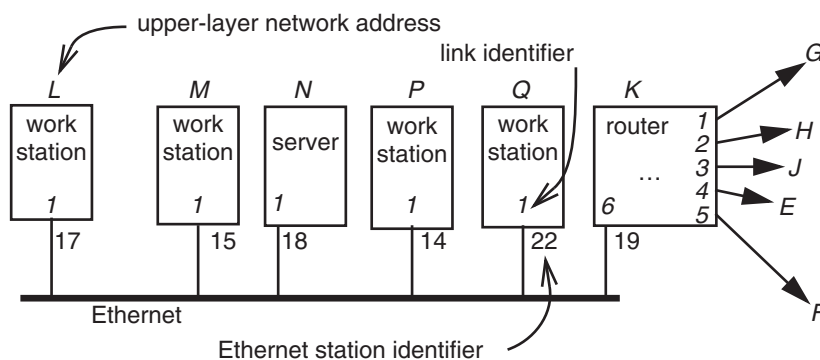 upper-layer network address
link identifier
G
L M N P Q K
work station
work station
server
work station
work station
router
1
2
3
4
5
...
H
J
E
1 1 1 1 1 6
17 15 18 14 22 19
F
Ethernet
Ethernet station identifier